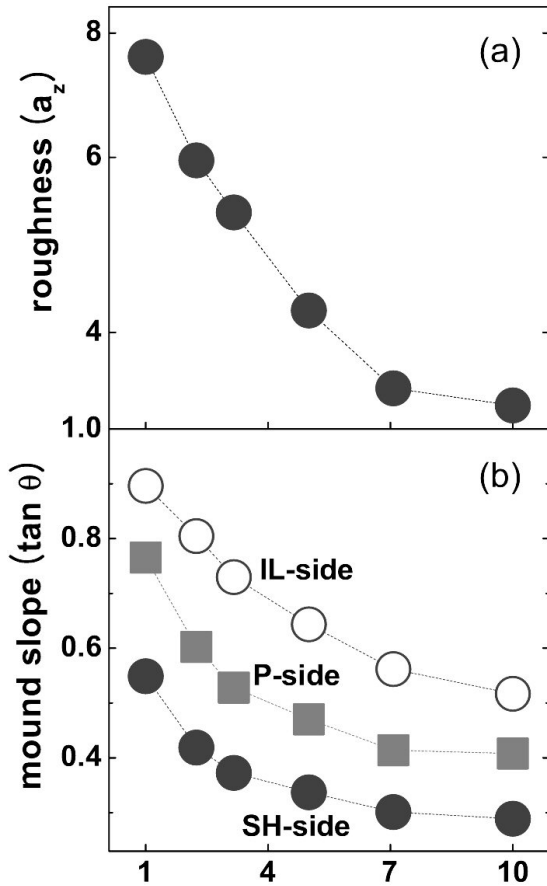 8
(a)
6
roughness (a_z)
4
1.0
(b)
0.8
IL-side
mound slope (tan θ)
0.6
P-side
0.4
SH-side
1 4 7 10